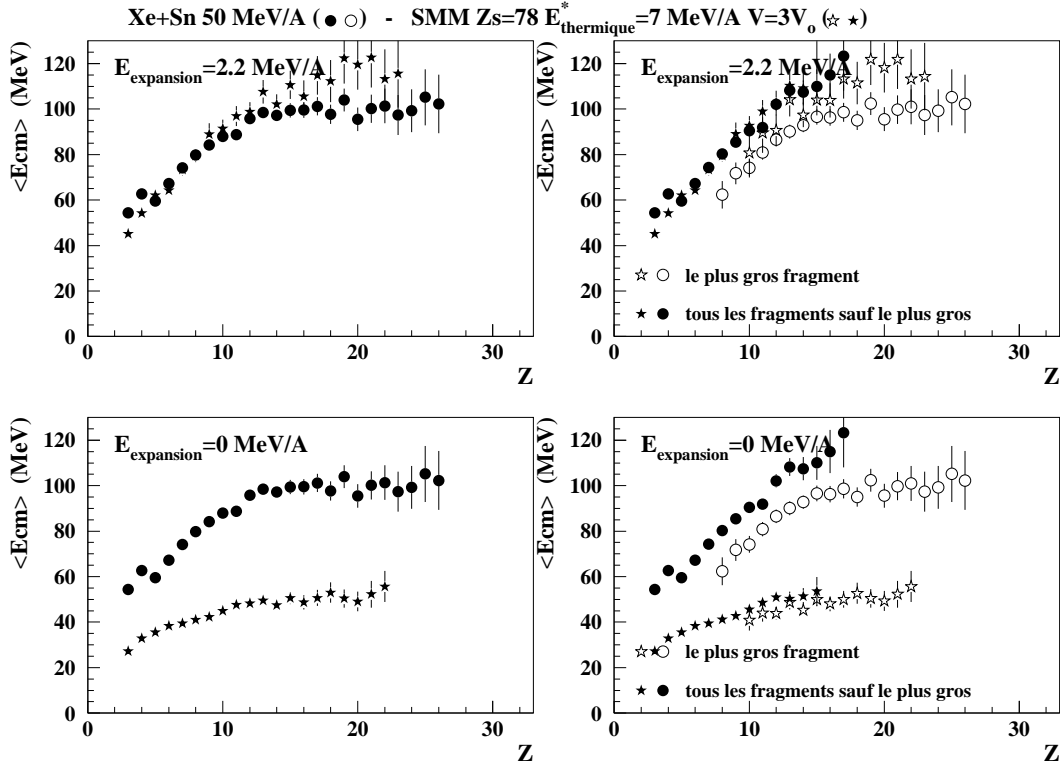 Xe+Sn 50 MeV/A (● ○) - SMM Zs=78 E*thermique=7 MeV/A V=3Vo (☆ ★)
<Ecm> (MeV)
Eexpansion=2.2 MeV/A
120
100
80
60
40
20
0
0 10 20 30
Z
<Ecm> (MeV)
Eexpansion=2.2 MeV/A
120
100
80
60
40
20
0
☆ ○ le plus gros fragment
★ ● tous les fragments sauf le plus gros
0 10 20 30
Z
<Ecm> (MeV)
Eexpansion=0 MeV/A
120
100
80
60
40
20
0
0 10 20 30
Z
<Ecm> (MeV)
Eexpansion=0 MeV/A
120
100
80
60
40
20
0
☆ ○ le plus gros fragment
★ ● tous les fragments sauf le plus gros
0 10 20 30
Z